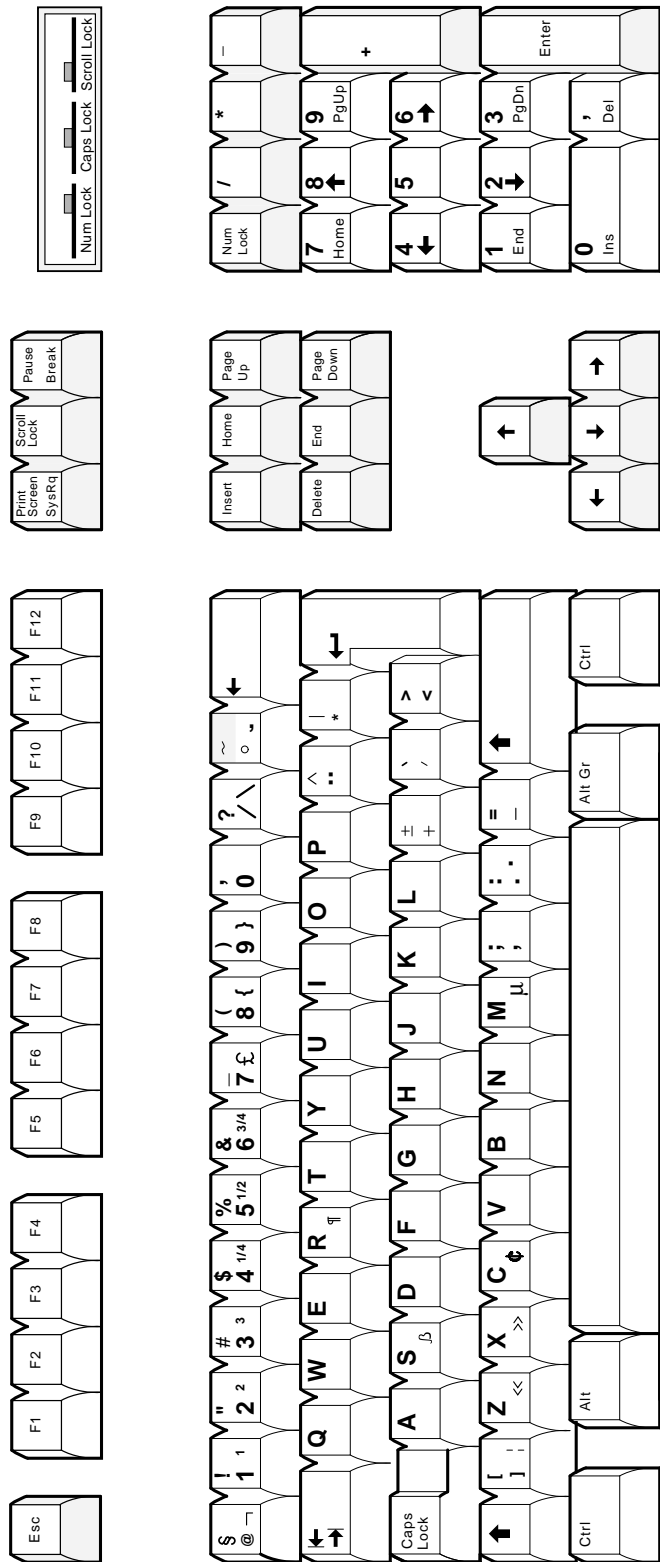 Esc F1 F2 F3 F4 F5 F6 F7 F8 F9 F10 F11 F12
Print Screen SysRq
Scroll Lock
Pause Break
Num Lock Caps Lock Scroll Lock
§ @ ¬
! 1 ¹
" 2 ²
# 3 ³
$ 4 1/4
% 5 1/2
& 6 3/4
¯ 7 £
( 8 {
) 9 }
' 0
? / \
~ °
←
Insert Home Page Up
Num Lock / * –
Q W E R ¶ T Y U I O P
^ ¨
| *
Delete End Page Down
7 Home
8 ↑
9 PgUp
+
Caps Lock
A S ß D F G H J K L
± +
` ´
> <
4 ←
5
6 →
[ ] ¦
Z << X >> C ¢ V B N M µ
; ,
: .
= _
↑
1 End
2 ↓
3 PgDn
Enter
Ctrl Alt Alt Gr Ctrl
← ↓ →
0 Ins
, Del